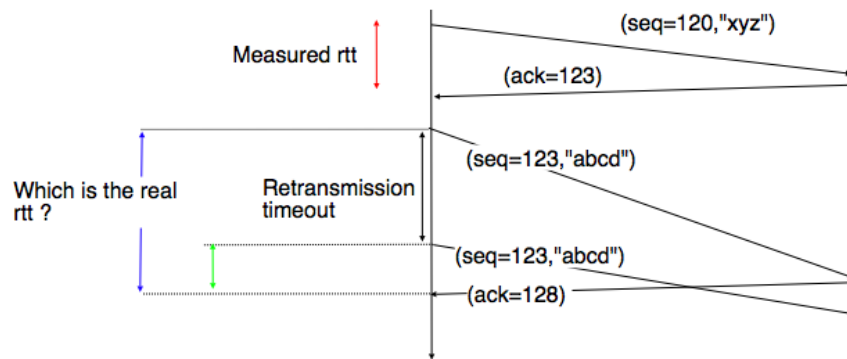 (seq=120,"xyz")
Measured rtt
(ack=123)
(seq=123,"abcd")
Which is the real
rtt ?
Retransmission
timeout
(seq=123,"abcd")
(ack=128)